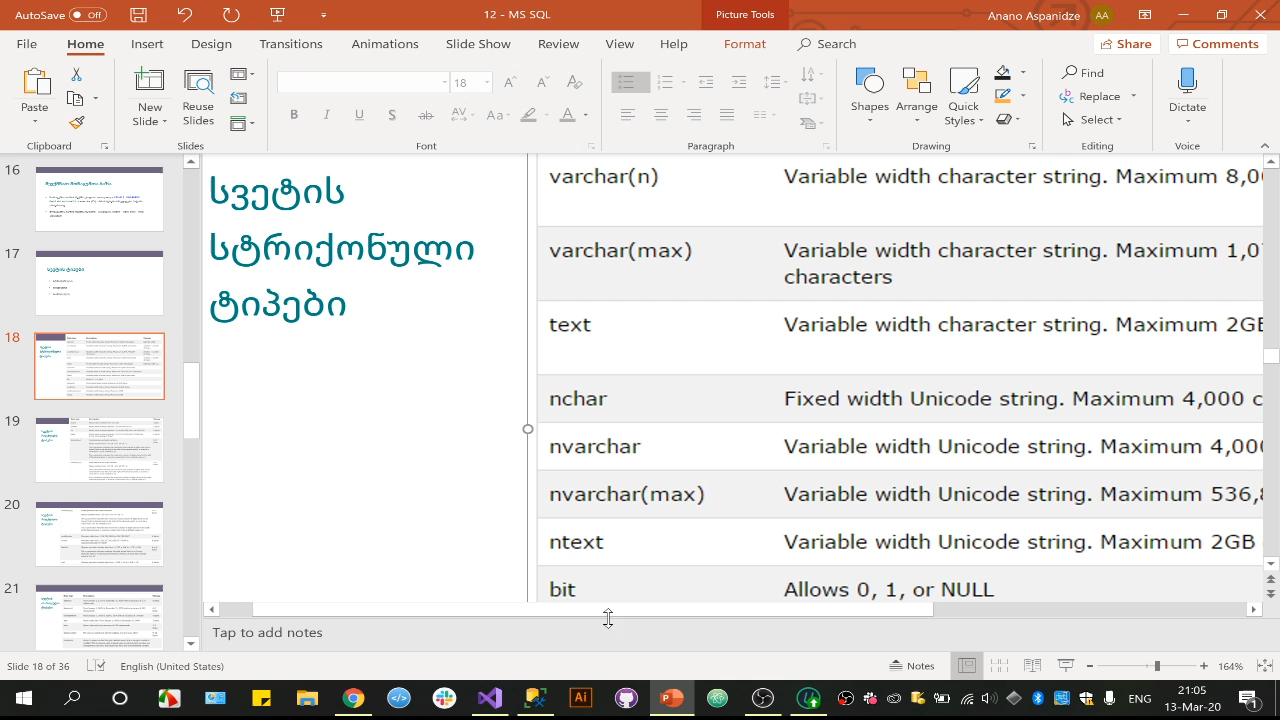 AutoSave Off
12 - MS SQL
Picture Tools
Anano Aspanidze
AA
File Home Insert Design Transitions Animations Slide Show Review View Help Format Search
Share Comments
Paste
New Slide
Reuse Slides
18
Shapes
Arrange
Quick Styles
Find
Replace
Select
Dictate
Clipboard Slides Font Paragraph Drawing Editing Voice
16
17
18
19
20
21
სვეტის
სტრიქონული
ტიპები
varchar(n) Variable width character string. Maximum 8,0
varchar(max) Variable width character string. Maximum 1,0
characters
text Variable width character string. Maximum 2GB
nchar Fixed width Unicode string. Maximum 4,000 c
nvarchar Variable width Unicode string. Maximum 4,00
nvarchar(max) Variable width Unicode string. Maximum 536,8
ntext Variable width Unicode string. Maximum 2GB
bit Allows 0, 1, or NULL
Tap to add notes
Slide 18 of 36 English (United States) Notes 164%
ENG
21:05
13-Mar-20